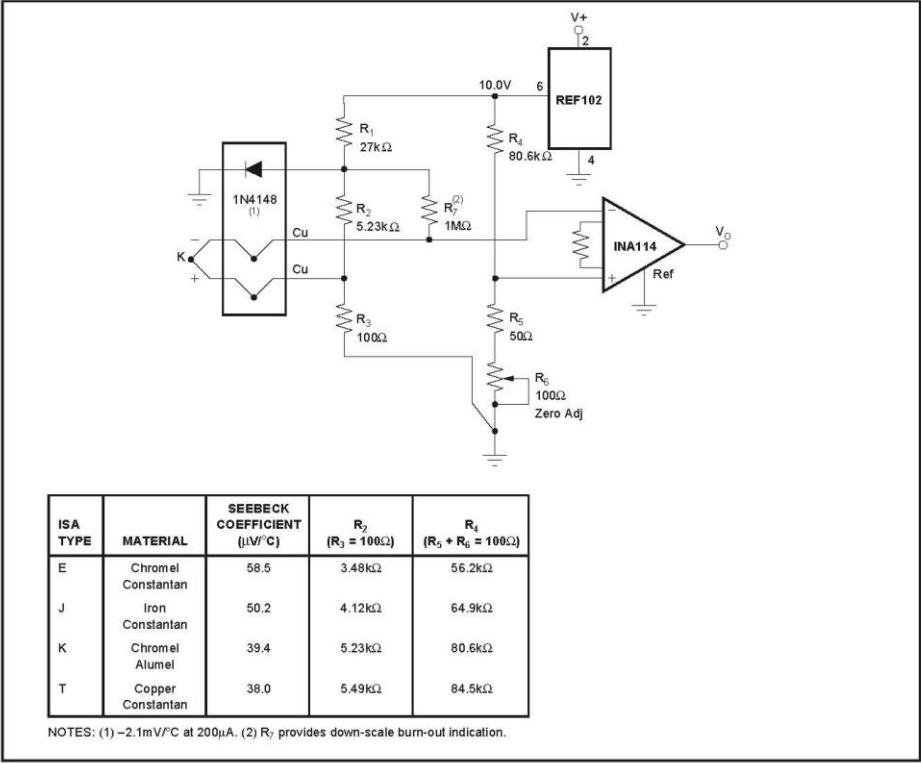 V+
2
10.0V
6
REF102
R1
27kΩ
R4
80.6kΩ
4
1N4148
(1)
R2
5.23kΩ
R7(2)
1MΩ
–
Cu
–
VO
K
INA114
Cu
+
+
Ref
R3
100Ω
R5
50Ω
R6
100Ω
Zero Adj
ISA TYPE MATERIAL SEEBECK COEFFICIENT (µV/°C) R2 (R3 = 100Ω) R4 (R5 + R6 = 100Ω)
E Chromel Constantan 58.5 3.48kΩ 56.2kΩ
J Iron Constantan 50.2 4.12kΩ 64.9kΩ
K Chromel Alumel 39.4 5.23kΩ 80.6kΩ
T Copper Constantan 38.0 5.49kΩ 84.5kΩ
NOTES: (1) –2.1mV/°C at 200µA. (2) R7 provides down-scale burn-out indication.